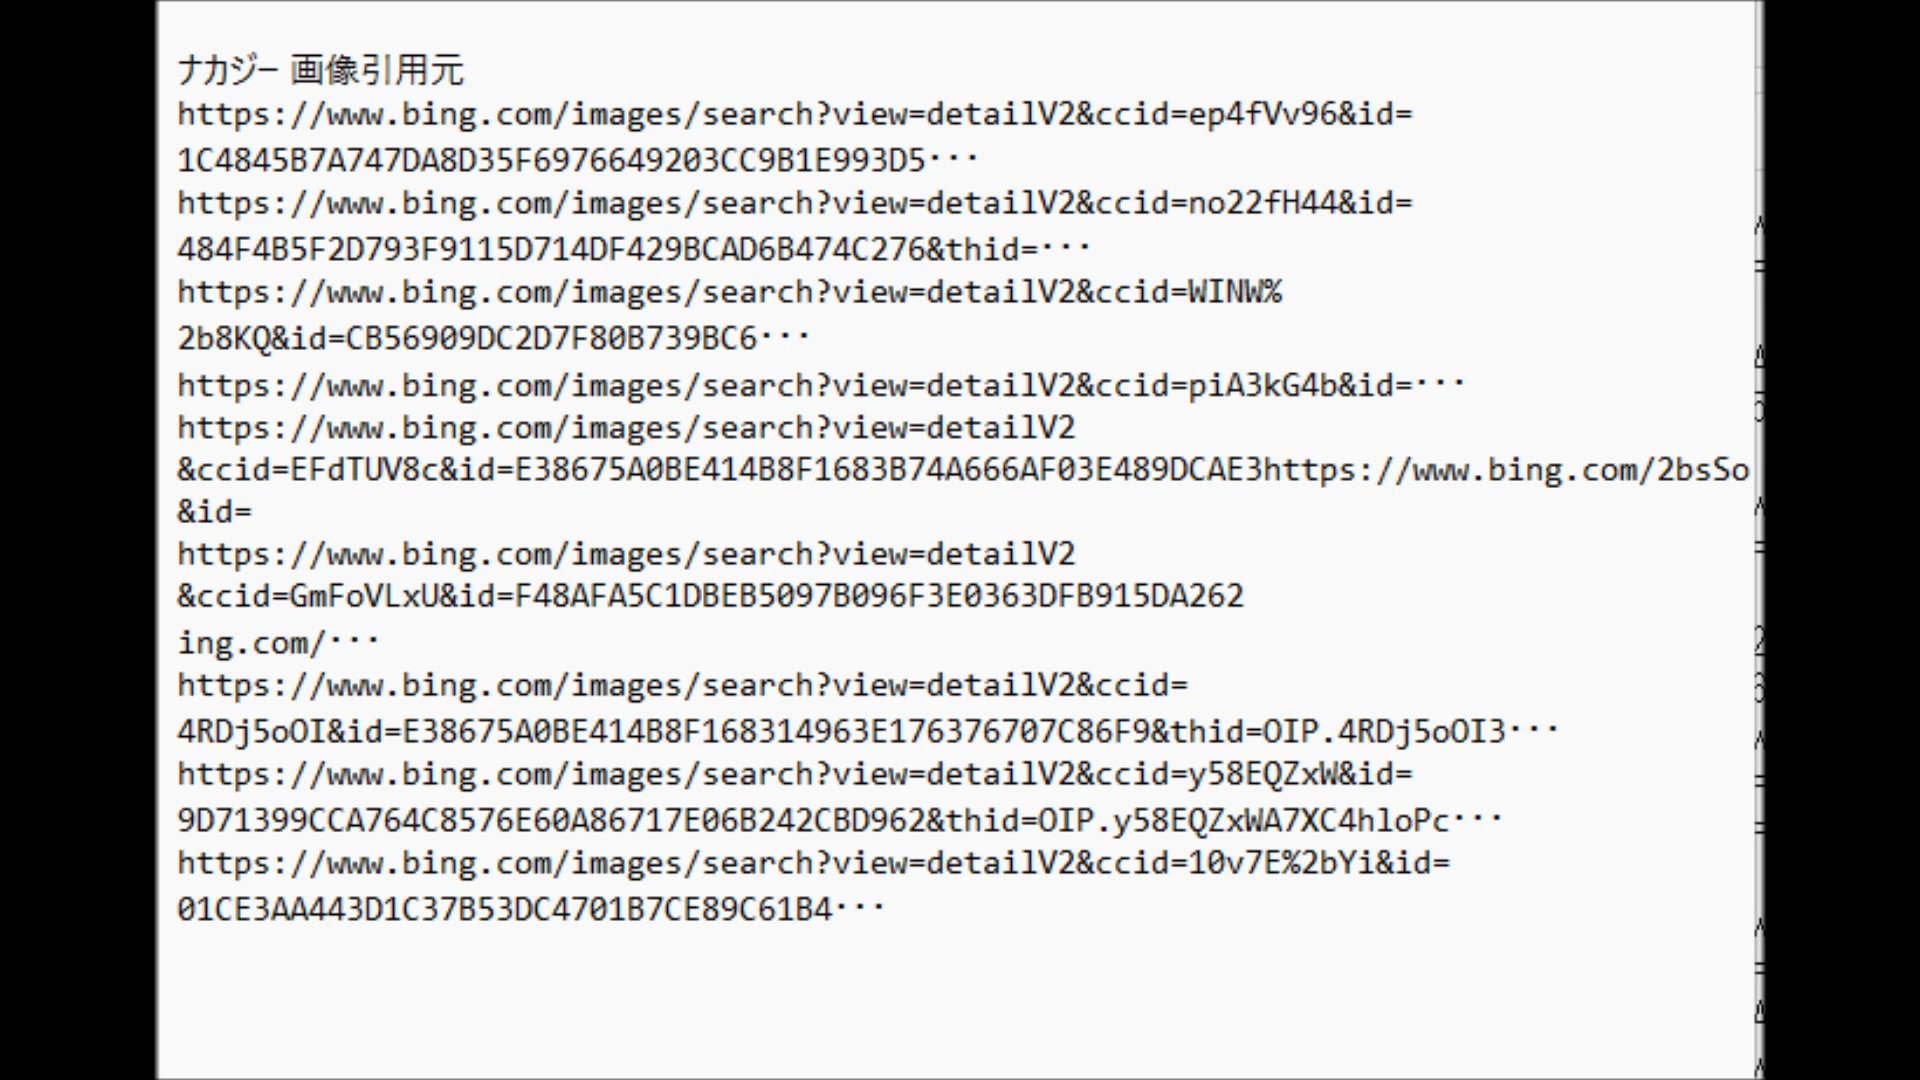 ナカジー 画像引用元
https://www.bing.com/images/search?view=detailV2&ccid=ep4fVv96&id=
1C4845B7A747DA8D35F6976649203CC9B1E993D5･･･
https://www.bing.com/images/search?view=detailV2&ccid=no22fH44&id=
484F4B5F2D793F9115D714DF429BCAD6B474C276&thid=･･･
https://www.bing.com/images/search?view=detailV2&ccid=WINW%
2b8KQ&id=CB56909DC2D7F80B739BC6･･･
https://www.bing.com/images/search?view=detailV2&ccid=piA3kG4b&id=･･･
https://www.bing.com/images/search?view=detailV2
&ccid=EFdTUV8c&id=E38675A0BE414B8F1683B74A666AF03E489DCAE3https://www.bing.com/2bsSo
&id=
https://www.bing.com/images/search?view=detailV2
&ccid=GmFoVLxU&id=F48AFA5C1DBEB5097B096F3E0363DFB915DA262
ing.com/･･･
https://www.bing.com/images/search?view=detailV2&ccid=
4RDj5oOI&id=E38675A0BE414B8F168314963E176376707C86F9&thid=OIP.4RDj5oOI3･･･
https://www.bing.com/images/search?view=detailV2&ccid=y58EQZxW&id=
9D71399CCA764C8576E60A86717E06B242CBD962&thid=OIP.y58EQZxWA7XC4hloPc･･･
https://www.bing.com/images/search?view=detailV2&ccid=10v7E%2bYi&id=
01CE3AA443D1C37B53DC4701B7CE89C61B4･･･